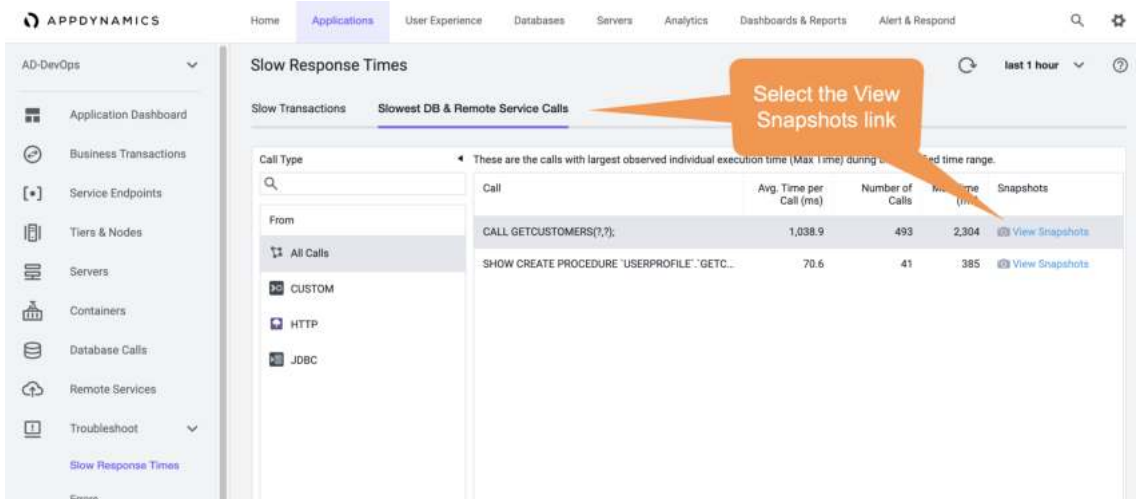 APPDYNAMICS
Home Applications User Experience Databases Servers Analytics Dashboards & Reports Alert & Respond
AD-DevOps
Slow Response Times
last 1 hour
Select the View
Snapshots link
Application Dashboard
Business Transactions
Service Endpoints
Tiers & Nodes
Servers
Containers
Database Calls
Remote Services
Troubleshoot
Slow Response Times
Errors
Slow Transactions Slowest DB & Remote Service Calls
Call Type
These are the calls with largest observed individual execution time (Max Time) during
time range.
From
All Calls
CUSTOM
HTTP
JDBC
Call Avg. Time per Call (ms) Number of Calls Snapshots
CALL GETCUSTOMERS(?,?); 1,038.9 493 2,304 View Snapshots
SHOW CREATE PROCEDURE `USERPROFILE`.`GETC... 70.6 41 385 View Snapshots